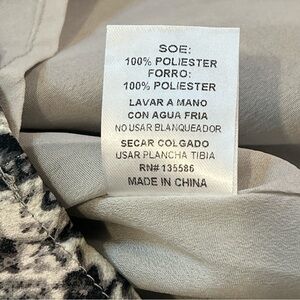 SOE:
100% POLIESTER
FORRO:
100% POLIESTER
LAVAR A MANO
CON AGUA FRIA
NO USAR BLANQUEADOR
SECAR COLGADO
USAR PLANCHA TIBIA
RN# 135586
MADE IN CHINA